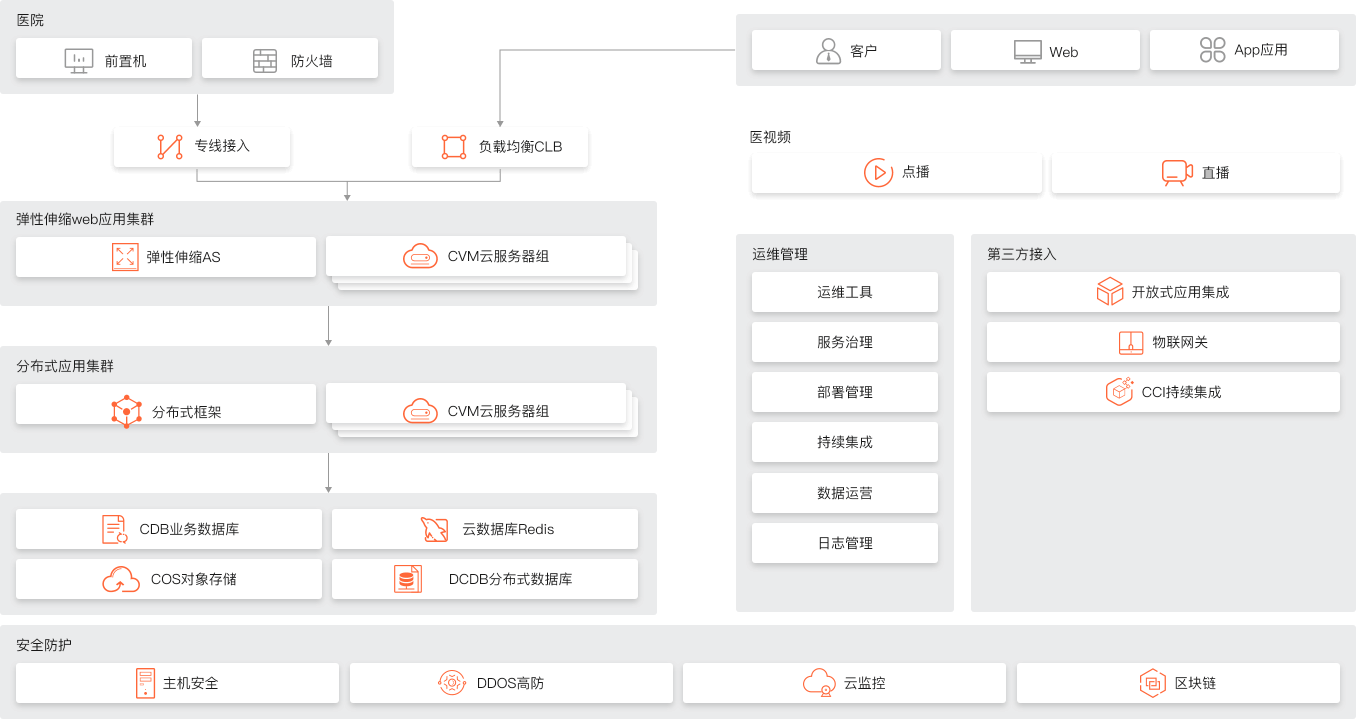 医院
前置机
防火墙
客户
Web
App应用
专线接入
负载均衡CLB
医视频
点播
直播
弹性伸缩web应用集群
弹性伸缩AS
CVM云服务器组
分布式应用集群
分布式框架
CVM云服务器组
CDB业务数据库
云数据库Redis
COS对象存储
DCDB分布式数据库
运维管理
运维工具
服务治理
部署管理
持续集成
数据运营
日志管理
第三方接入
开放式应用集成
物联网关
CCI持续集成
安全防护
主机安全
DDOS高防
云监控
区块链